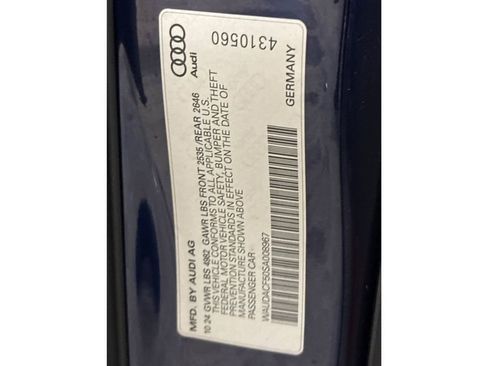 MFD. BY AUDI AG
10.24 GVWR LBS 4982 GAWR LBS FRONT 2535 /REAR 2646
THIS VEHICLE CONFORMS TO ALL APPLICABLE U.S.
FEDERAL MOTOR VEHICLE SAFETY, BUMPER AND THEFT
PREVENTION STANDARDS IN EFFECT ON THE DATE OF
MANUFACTURE SHOWN ABOVE
PASSENGER CAR
WAUDACF50SA008967
GERMANY
Audi
4310560